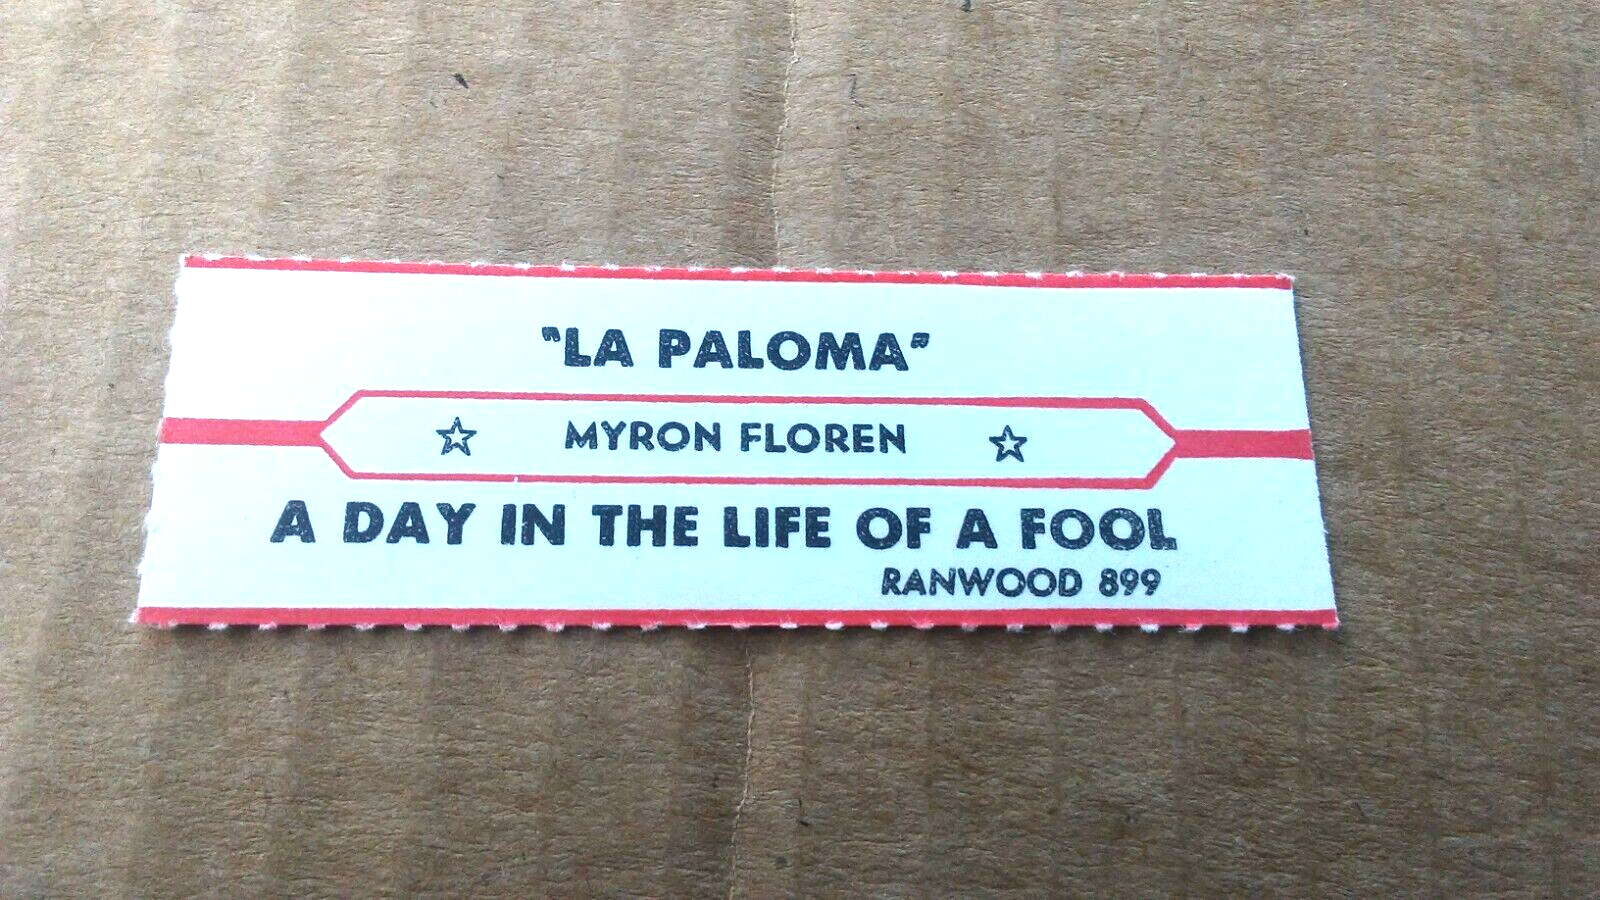 "LA PALOMA"
☆ MYRON FLOREN ☆
A DAY IN THE LIFE OF A FOOL
RANWOOD 899